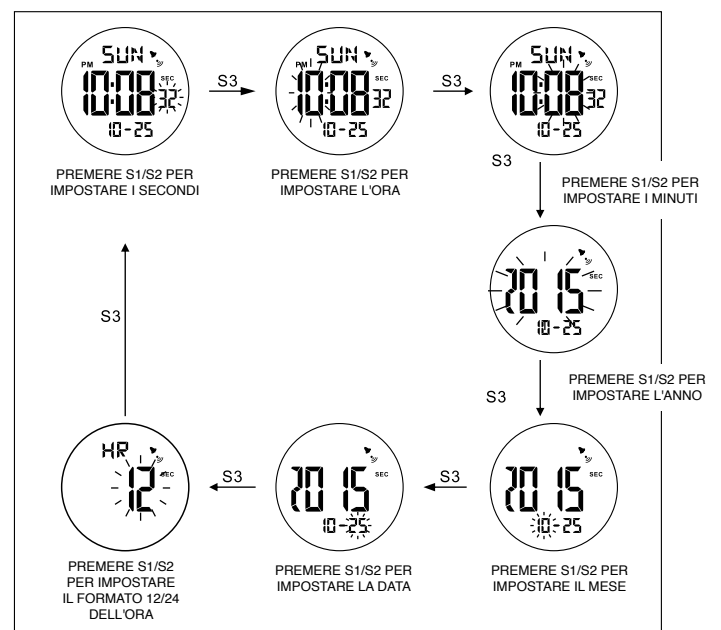 SUN
PM
SEC
10:08 32
10-25
S3
SUN
PM
SEC
10:08 32
10-25
S3
SUN
PM
SEC
10:08 32
10-25
PREMERE S1/S2 PER
IMPOSTARE I SECONDI
PREMERE S1/S2 PER
IMPOSTARE L'ORA
S3
PREMERE S1/S2 PER
IMPOSTARE I MINUTI
2015
SEC
10-25
S3
PREMERE S1/S2 PER
IMPOSTARE L'ANNO
S3
HR
12
SEC
S3
2015
SEC
10-25
S3
2015
SEC
10-25
PREMERE S1/S2
PER IMPOSTARE
IL FORMATO 12/24
DELL'ORA
PREMERE S1/S2 PER
IMPOSTARE LA DATA
PREMERE S1/S2 PER
IMPOSTARE IL MESE